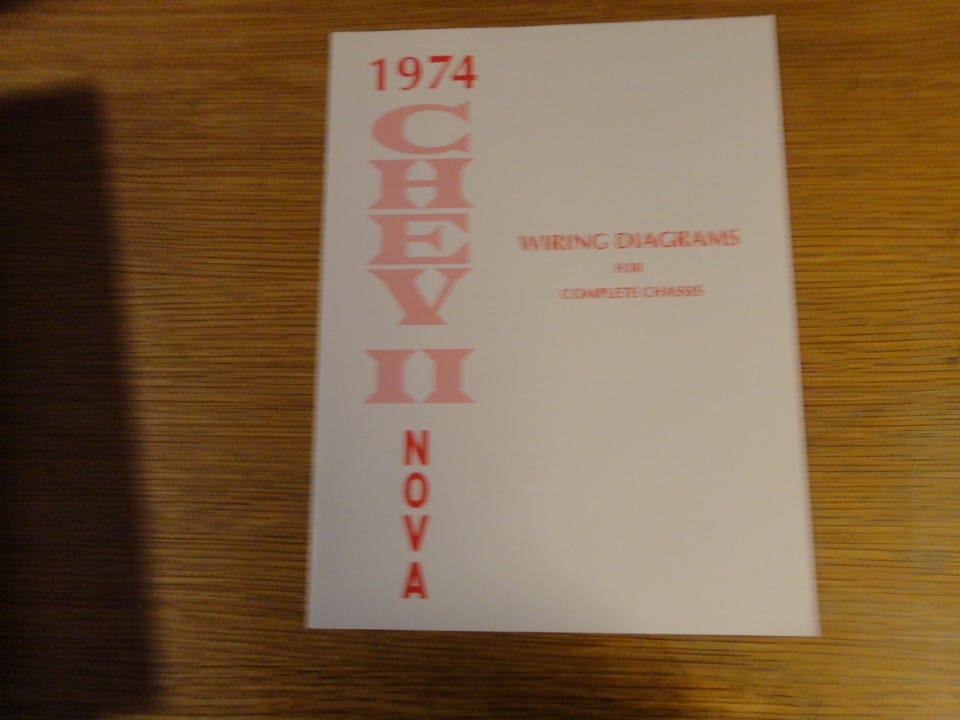 1974
CHEV
II
NOVA
WIRING DIAGRAMS
FOR
COMPLETE CHASSIS